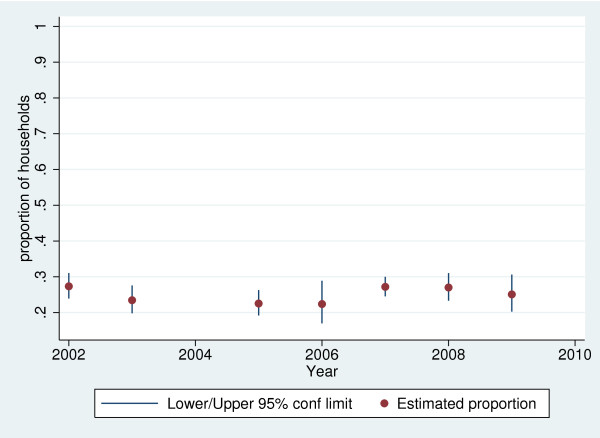 proportion of households
1
.9
.8
.7
.6
.5
.4
.3
.2
2002 2004 2006 2008 2010
Year
Lower/Upper 95% conf limit Estimated proportion